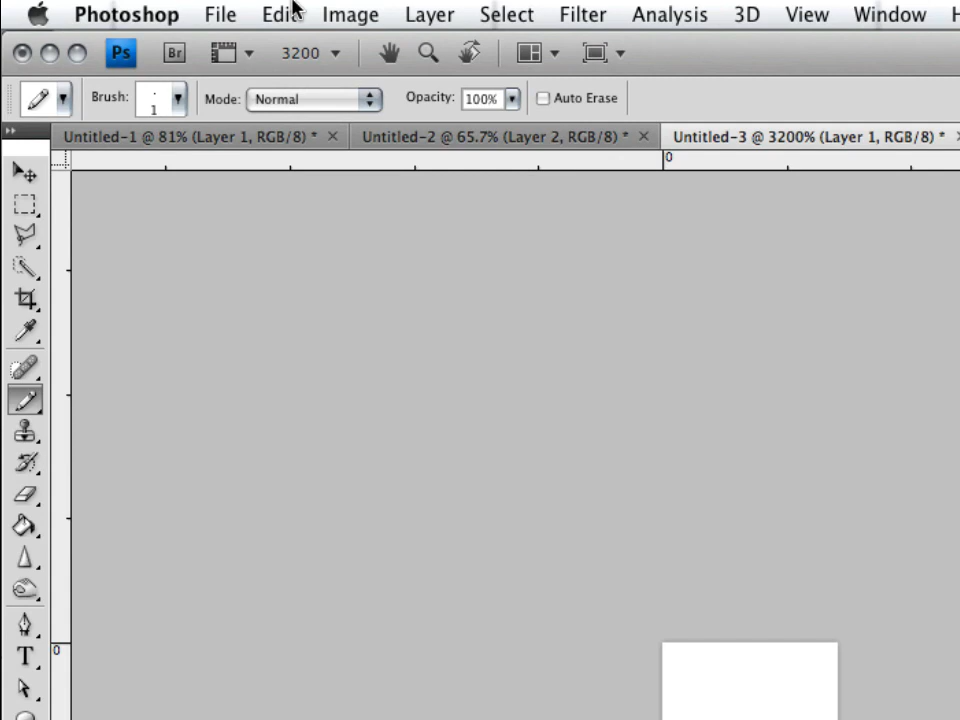 Photoshop File Edit Image Layer Select Filter Analysis 3D View Window H
Ps Br 3200
Brush: 1 Mode: Normal Opacity: 100% Auto Erase
Untitled-1 @ 81% (Layer 1, RGB/8) * Untitled-2 @ 65.7% (Layer 2, RGB/8) * Untitled-3 @ 3200% (Layer 1, RGB/8) *
0
0
T